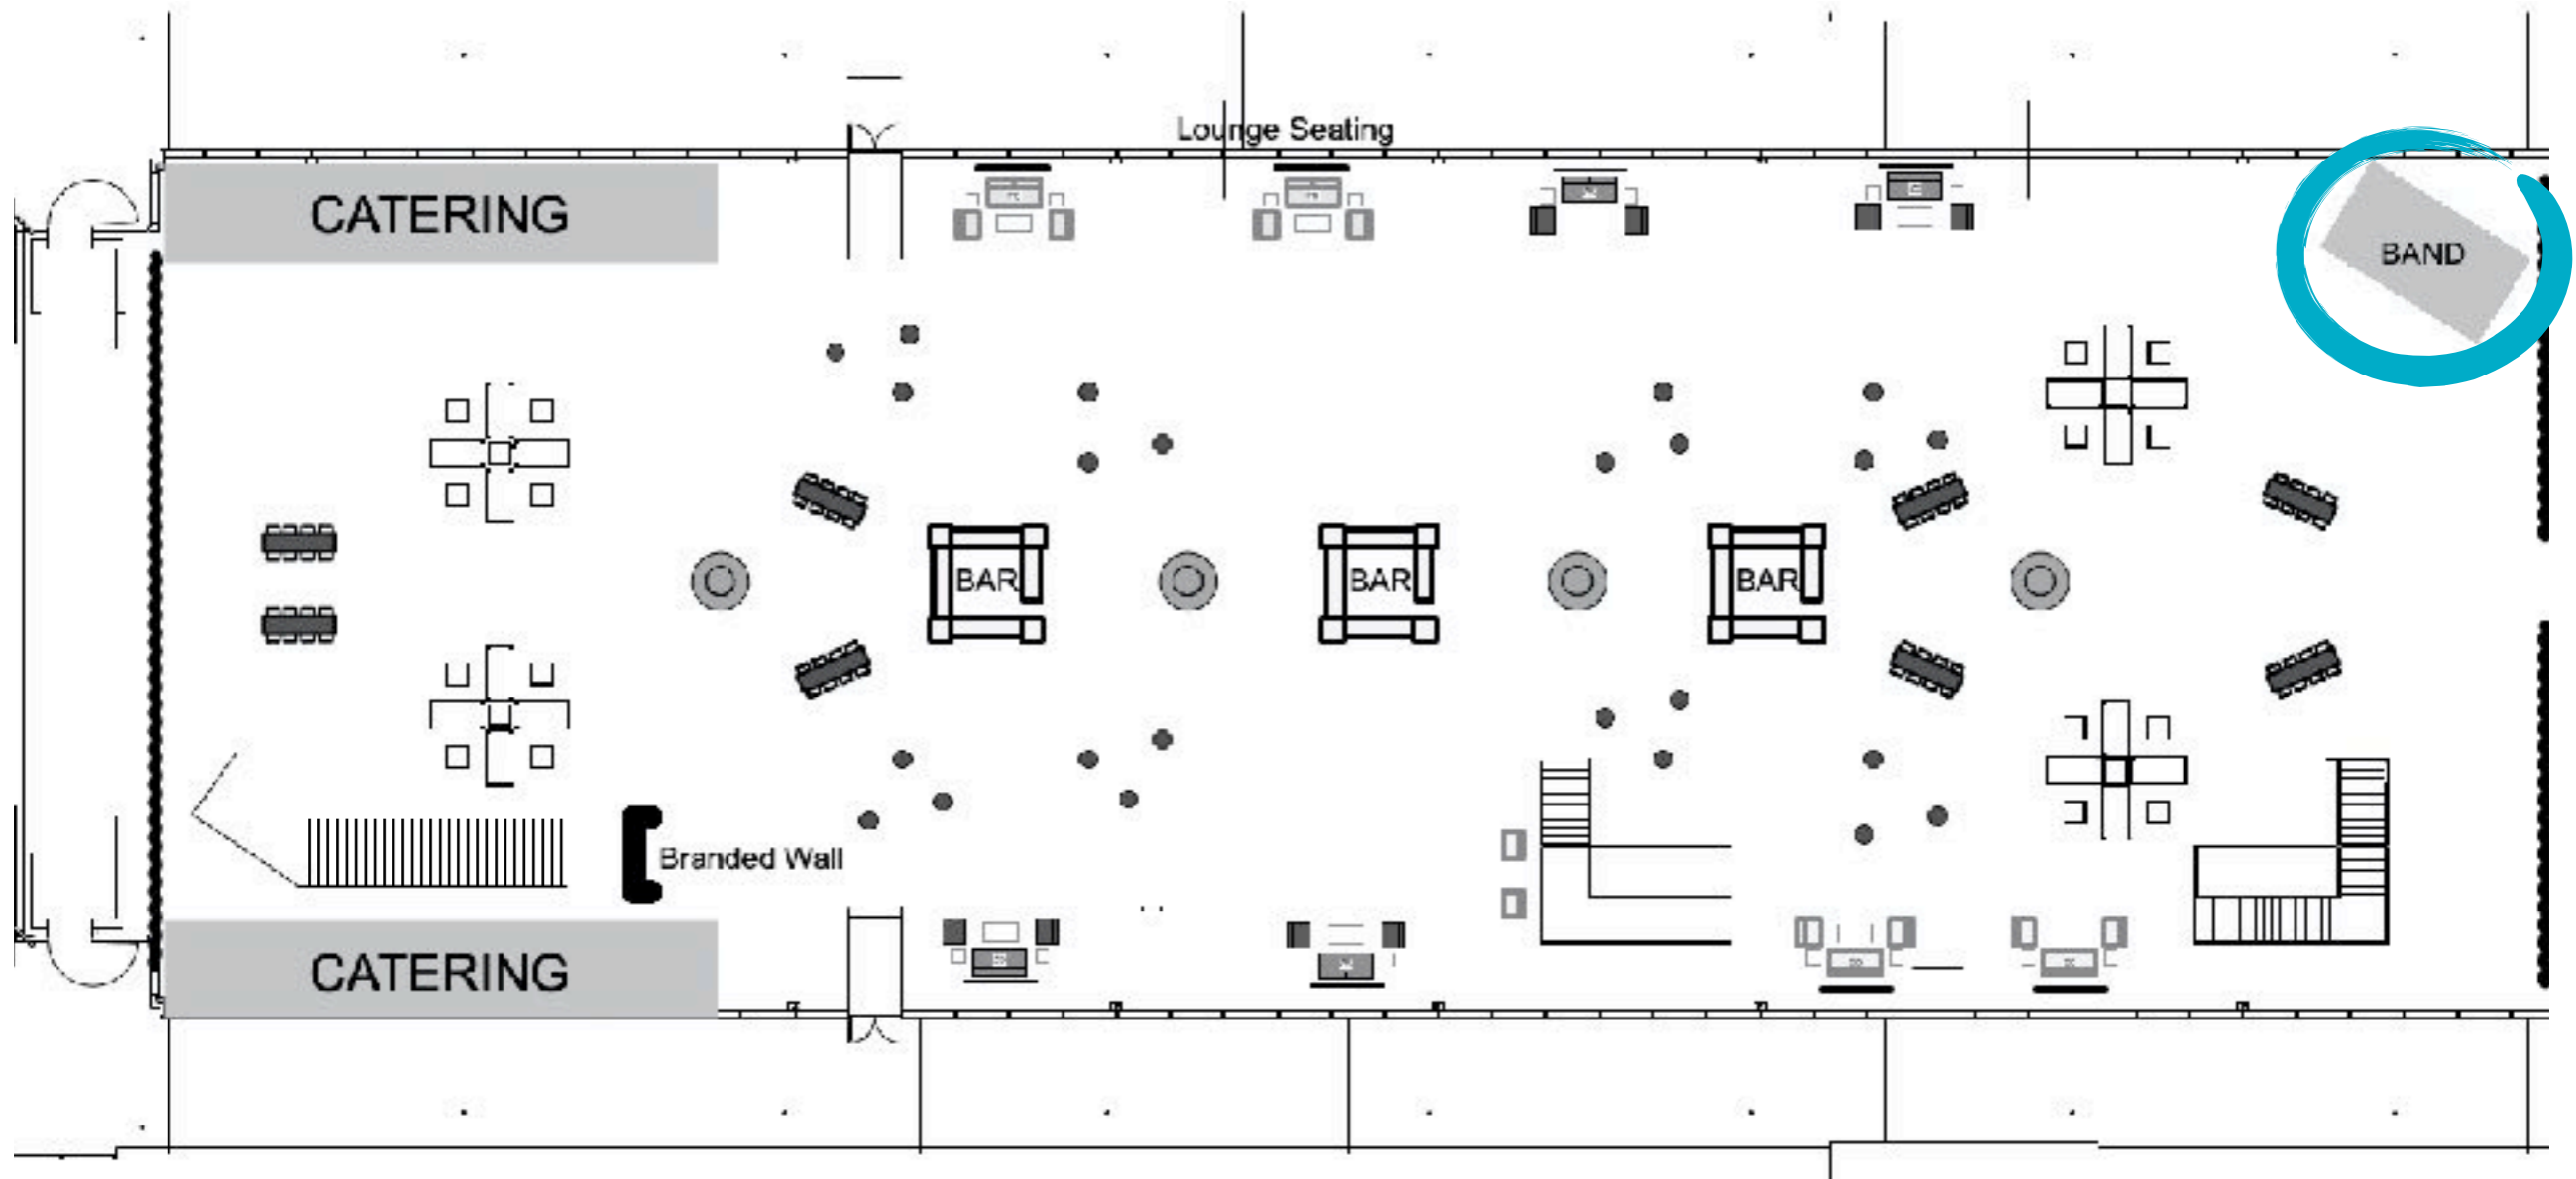 Lounge Seating
CATERING
BAND
BAR
BAR
BAR
Branded Wall
CATERING